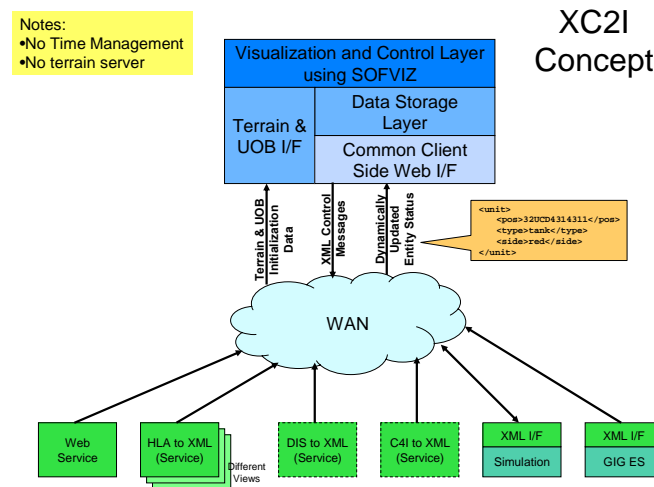 Notes:
•No Time Management
•No terrain server
XC2I
Concept
Visualization and Control Layer
using SOFVIZ
Terrain &
UOB I/F
Data Storage
Layer
Common Client
Side Web I/F
Terrain & UOB
Initialization
Data
XML Control
Messages
Dynamically
Updated
Entity Status
<unit>
<pos>32UCD4314311</pos>
<type>tank</type>
<side>red</side>
</unit>
WAN
Web
Service
HLA to XML
(Service)
Different
Views
DIS to XML
(Service)
C4I to XML
(Service)
XML I/F
Simulation
XML I/F
GIG ES